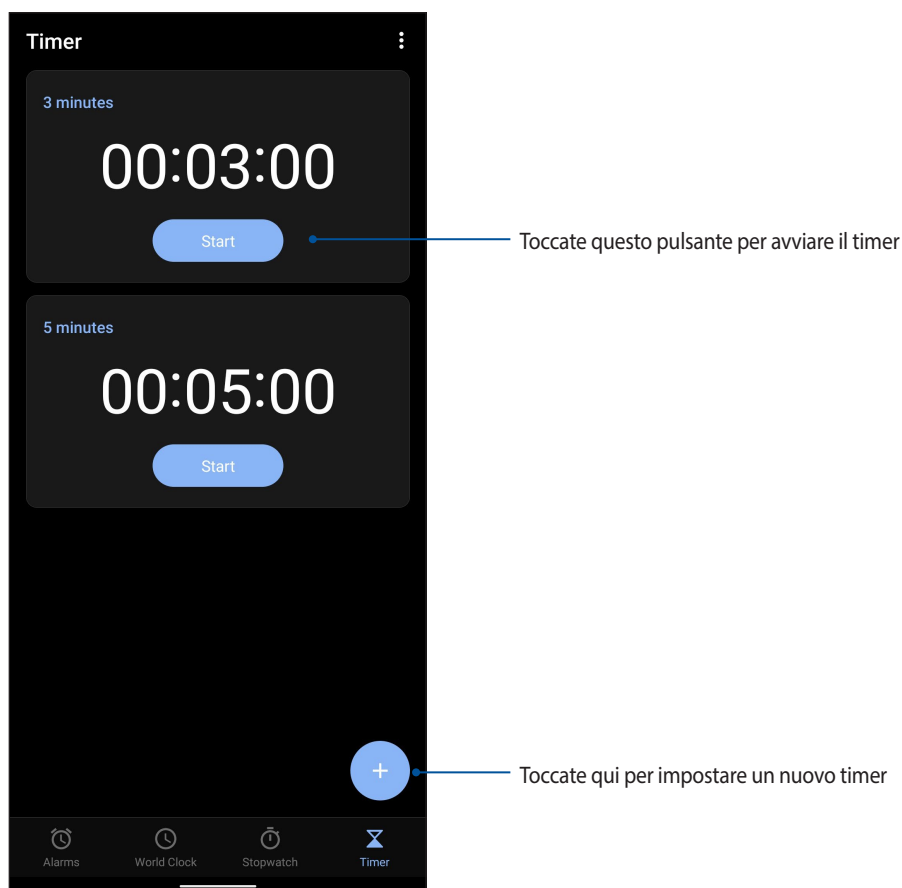 Timer
3 minutes
00:03:00
Start
Toccate questo pulsante per avviare il timer
5 minutes
00:05:00
Start
+
Toccate qui per impostare un nuovo timer
Alarms World Clock Stopwatch Timer